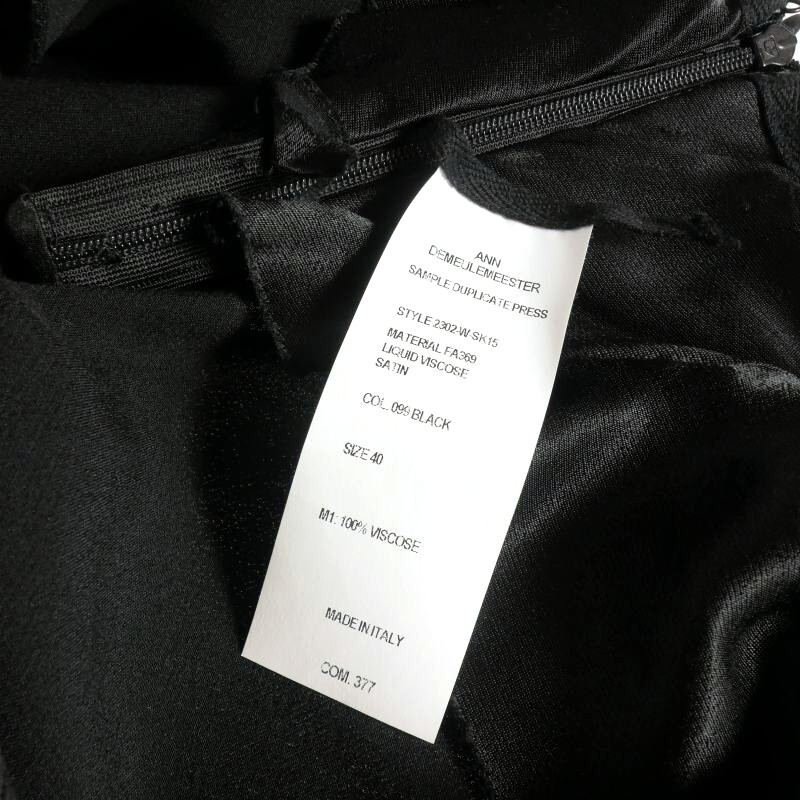 ANN
DEMEULEMEESTER
SAMPLE DUPLICATE PRESS
STYLE 2302-W-SK15
MATERIAL FA369
LIQUID VISCOSE
SATIN
COL. 099 BLACK
SIZE 40
M1: 100% VISCOSE
MADE IN ITALY
COM. 377